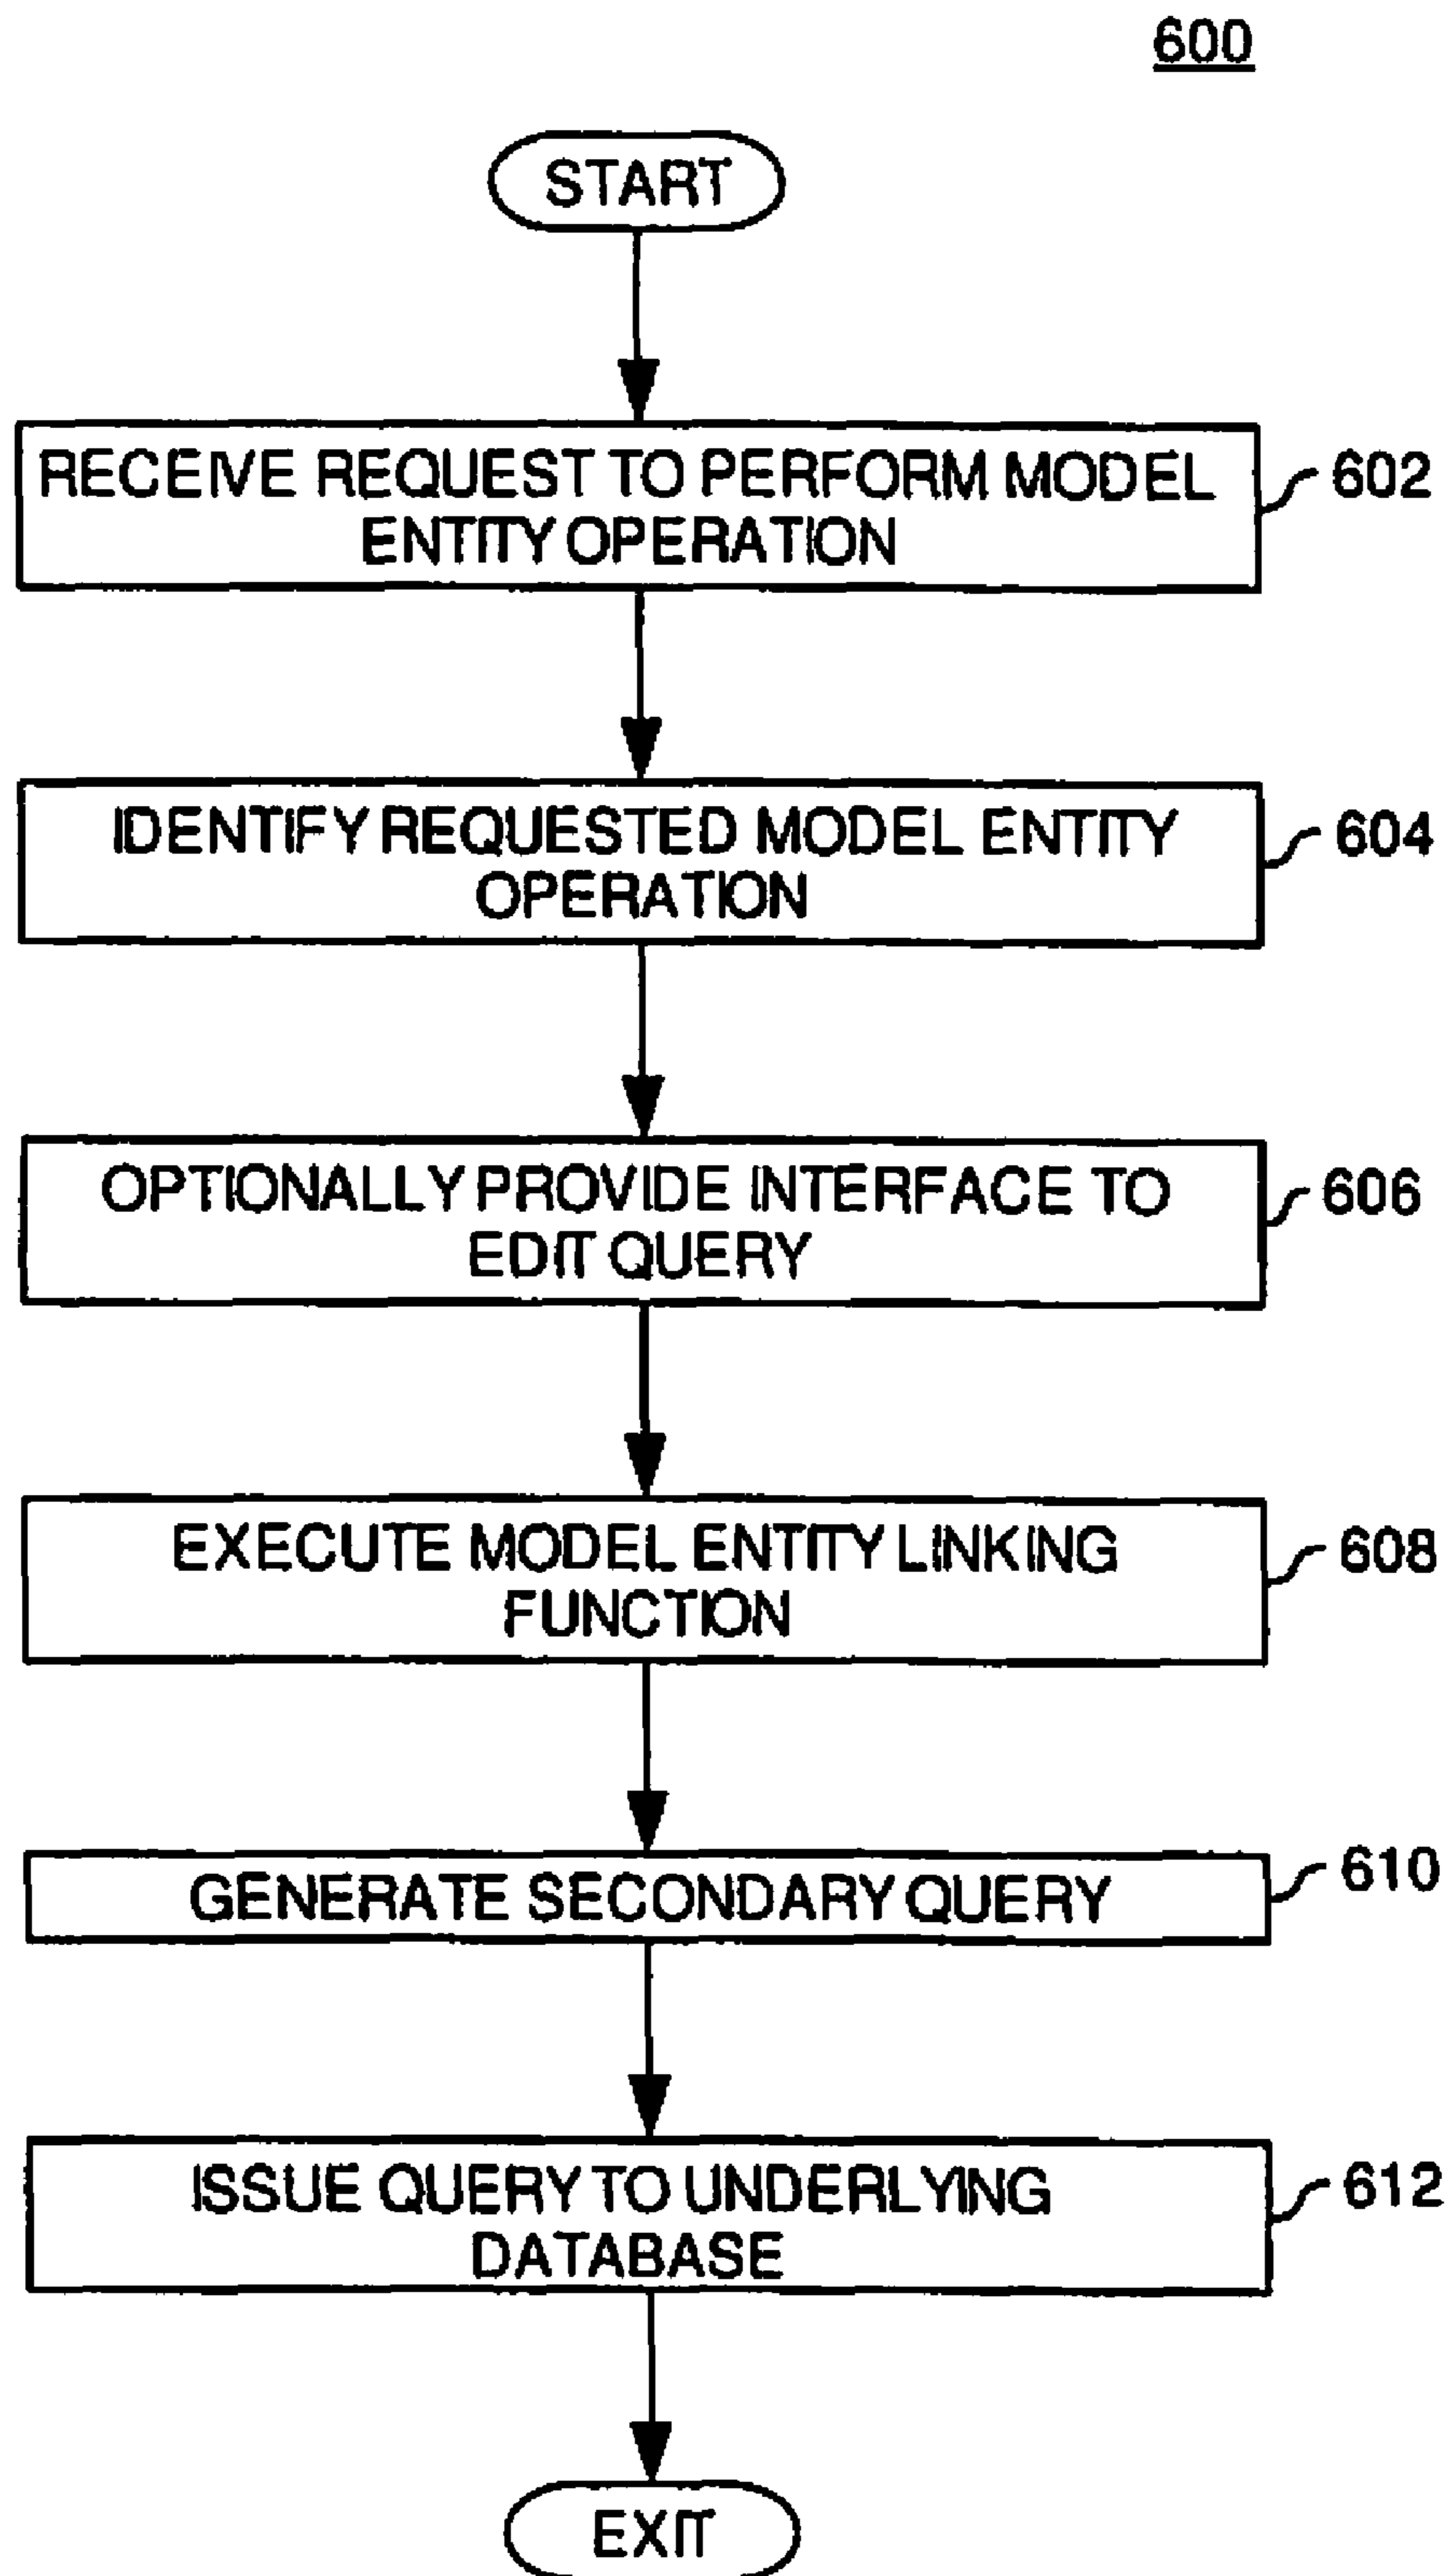 600
START
RECEIVE REQUEST TO PERFORM MODEL
ENTITY OPERATION
602
IDENTIFY REQUESTED MODEL ENTITY
OPERATION
604
OPTIONALLY PROVIDE INTERFACE TO
EDIT QUERY
606
EXECUTE MODEL ENTITY LINKING
FUNCTION
608
GENERATE SECONDARY QUERY
610
ISSUE QUERY TO UNDERLYING
DATABASE
612
EXIT